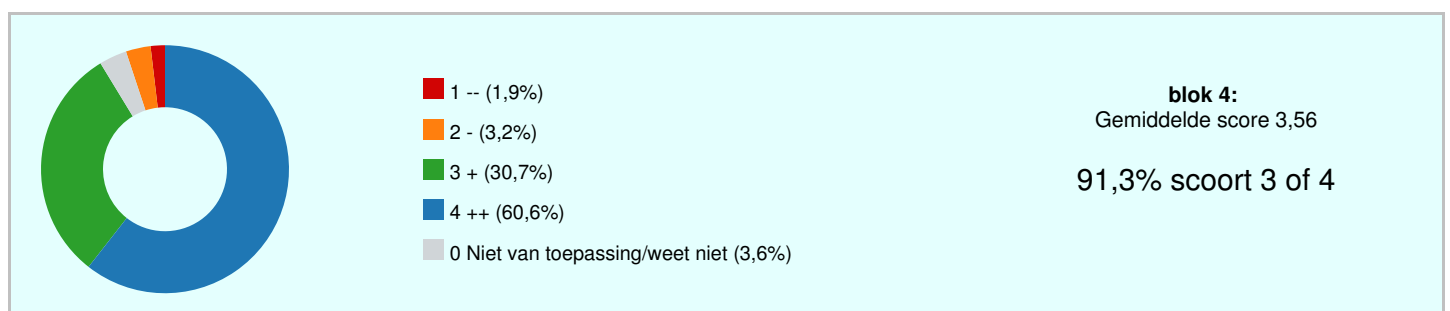 1 -- (1,9%)
2 - (3,2%)
3 + (30,7%)
4 ++ (60,6%)
0 Niet van toepassing/weet niet (3,6%)
blok 4:
Gemiddelde score 3,56
91,3% scoort 3 of 4